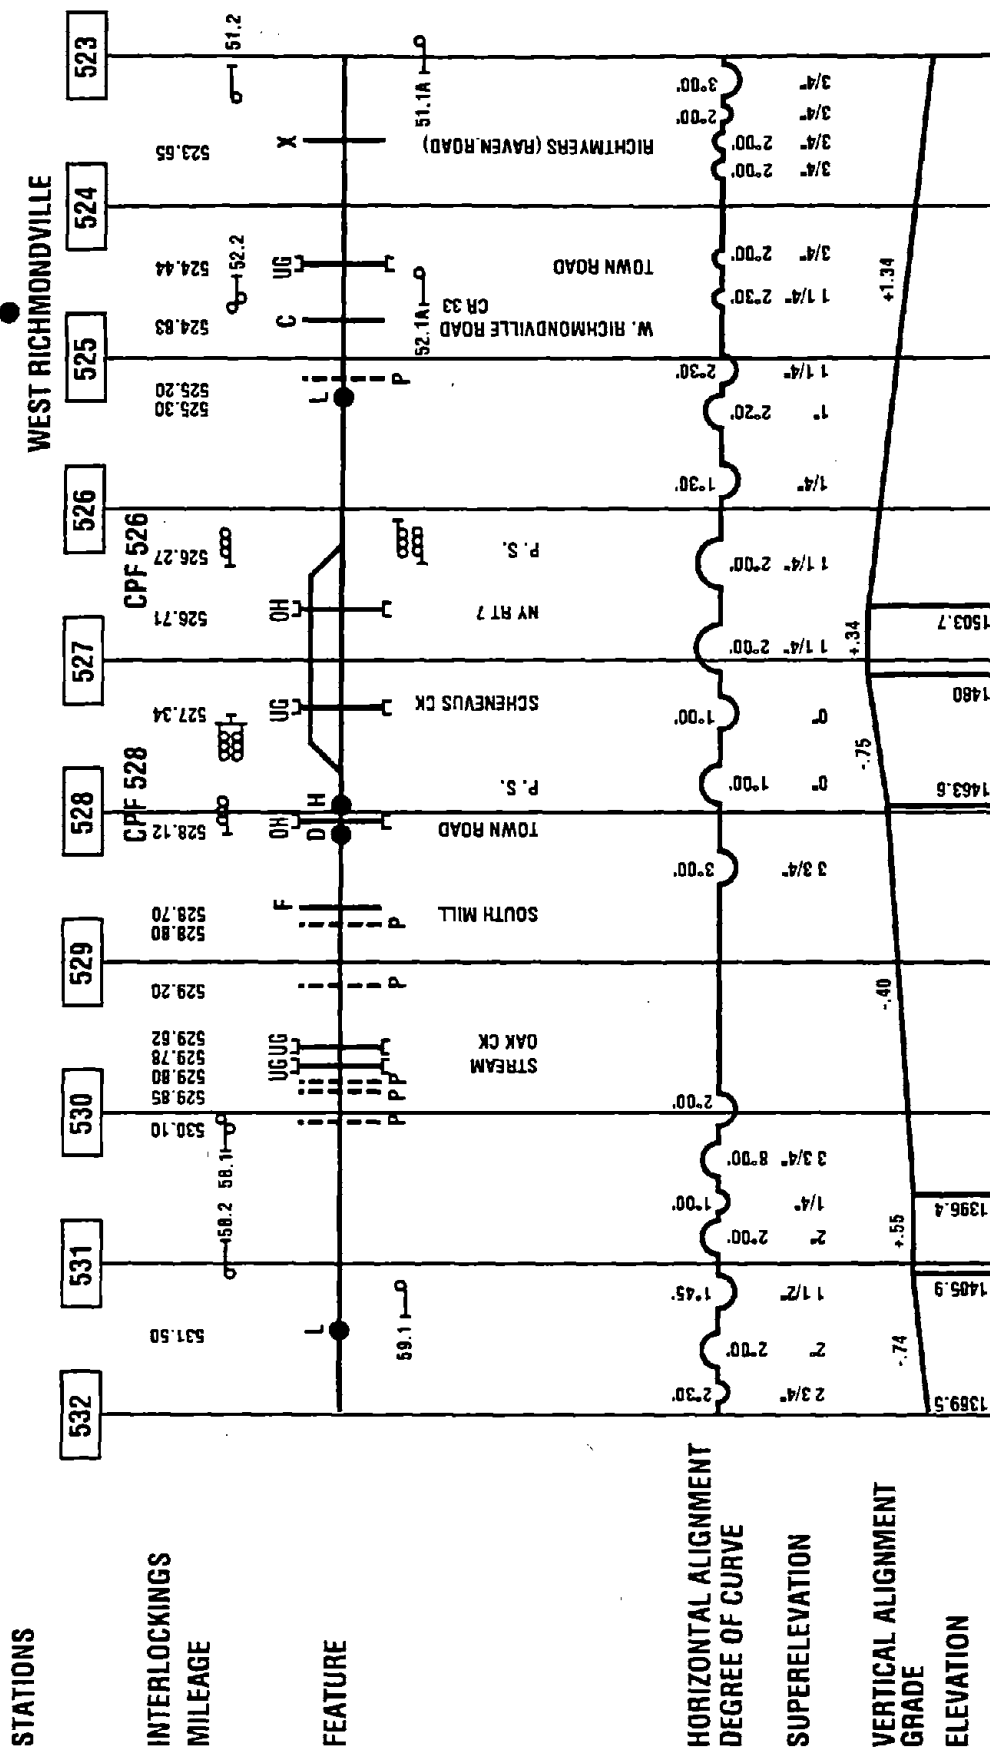 STATIONS
WEST RICHMONDVILLE
532 531 530 529 528 527 526 525 524 523
INTERLOCKINGS
CPF 528 CPF 526
MILEAGE
531.50 530.10 529.85 529.80 529.78 529.62 529.20 528.80 528.70 528.12 527.34 526.71 526.27 525.30 525.20 524.83 524.44 523.65
58.2 58.1 52.2 51.2
FEATURE
L UG UG F D OH H UG OH L C UG X
P P P P P P
59.1 52.1A 51.1A
STREAM
OAK CK
SOUTH MILL
TOWN ROAD
P.S.
SCHENEVUS CK
NY RT 7
P.S.
W. RICHMONDVILLE ROAD
CR 33
TOWN ROAD
RICHTMYERS (RAVEN ROAD)
HORIZONTAL ALIGNMENT
DEGREE OF CURVE
2°30' 2°00' 1°45' 2°00' 1°00' 8°00' 2°00' 3°00' 1°00' 1°00' 2°00' 2°00' 1°30' 2°20' 2°30' 2°30' 2°00' 2°00' 2°00' 2°00' 3°00'
SUPERELEVATION
2 3/4" 2" 1 1/2" 2" 1/4" 3 3/4" 3 3/4" 0" 0" 1 1/4" 1 1/4" 1/4" 1" 1 1/4" 1 1/4" 3/4" 3/4" 3/4" 3/4" 3/4"
VERTICAL ALIGNMENT
GRADE
-.74 +.55 -.40 -.75 +.34 +1.34
ELEVATION
1369.5 1405.9 1396.4 1463.6 1480 1503.7